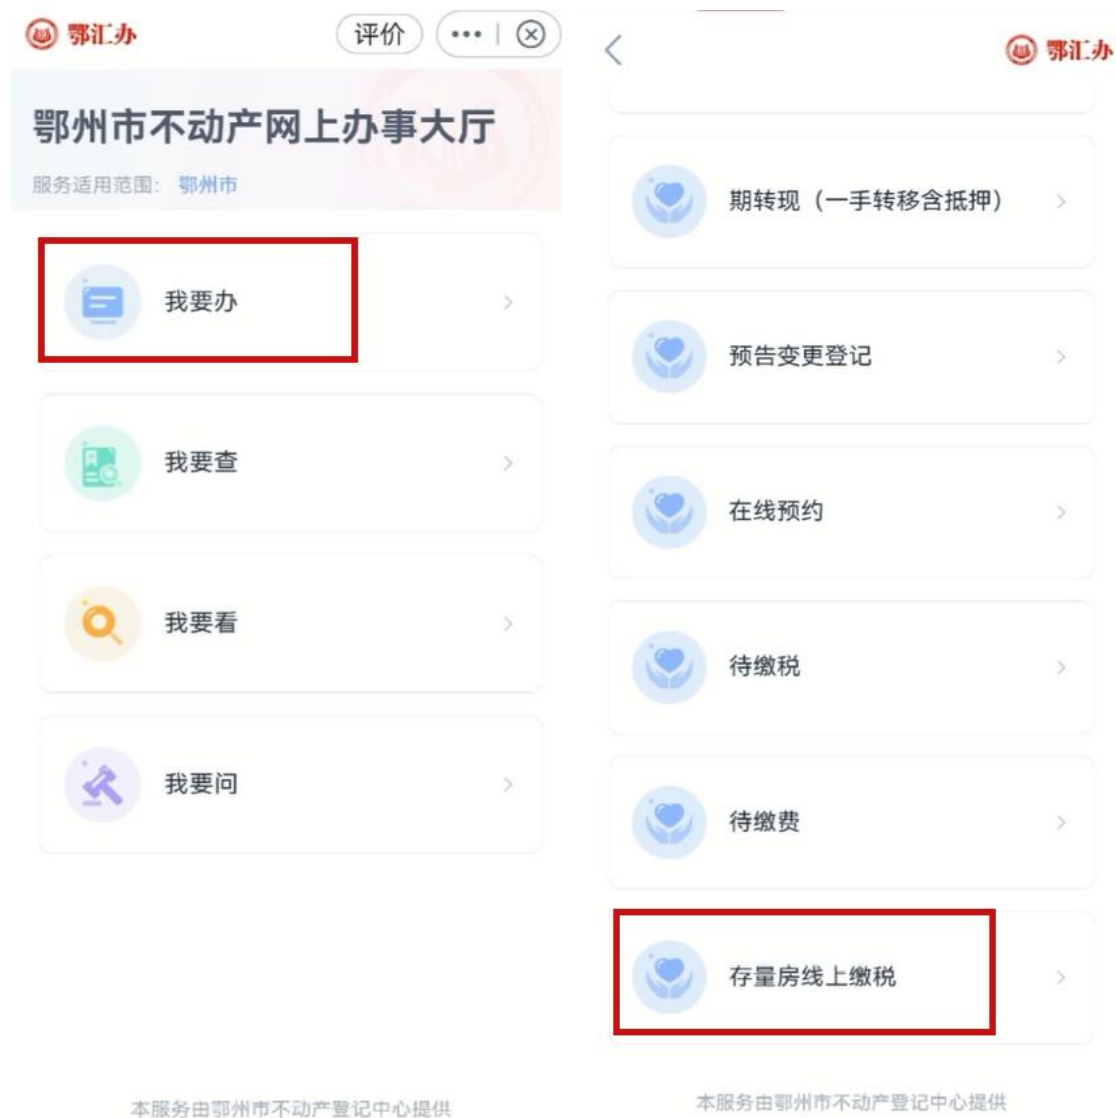 鄂汇办
评价
鄂州市不动产网上办事大厅
服务适用范围： 鄂州市
我要办
我要查
我要看
我要问
本服务由鄂州市不动产登记中心提供
鄂汇办
期转现（一手转移含抵押）
预告变更登记
在线预约
待缴税
待缴费
存量房线上缴税
本服务由鄂州市不动产登记中心提供